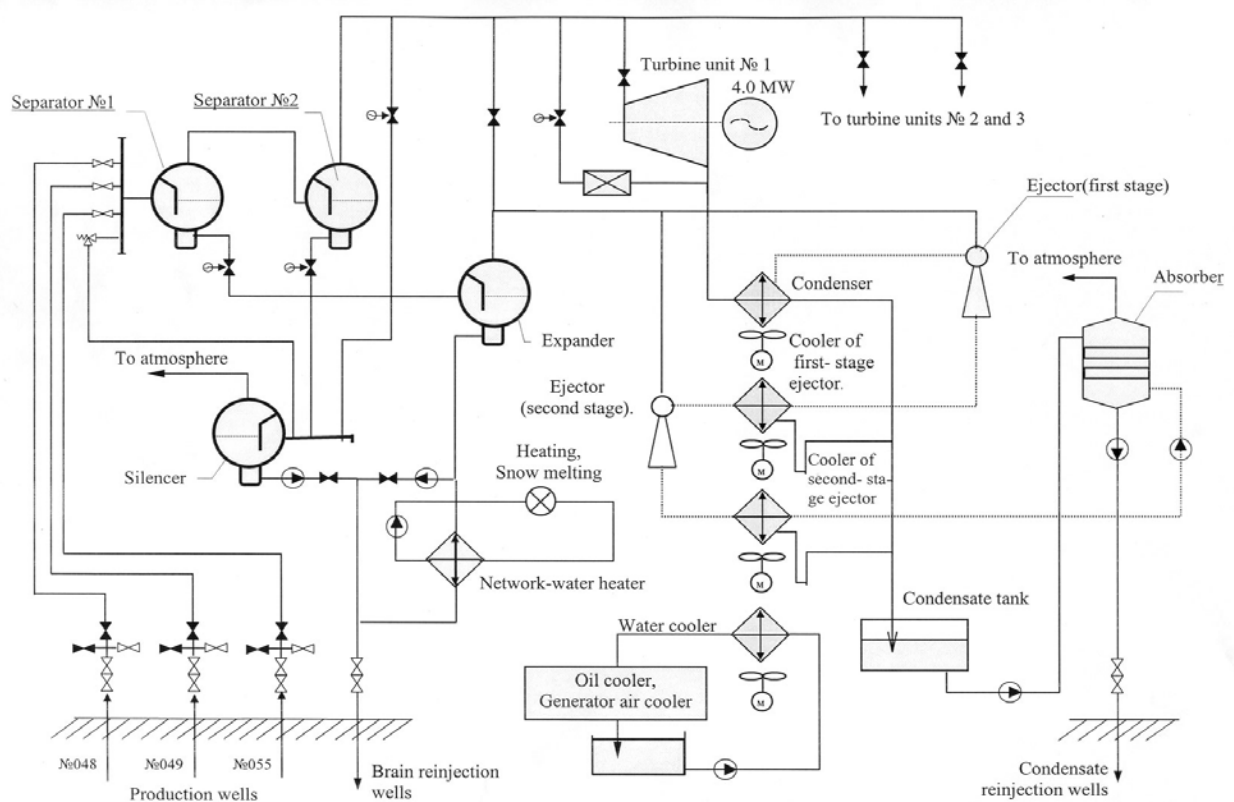 Turbine unit № 1
4.0 MW
Separator №1
Separator №2
To turbine units № 2 and 3
Ejector(first stage)
To atmosphere
Absorber
Condenser
Expander
M
Cooler of
first- stage
ejector.
To atmosphere
Ejector
(second stage).
M
Silencer
Heating,
Snow melting
Cooler of
second- sta-
ge ejector
M
Network-water heater
Condensate tank
Water cooler
Oil cooler,
Generator air cooler
M
№048
№049
№055
Production wells
Brain reinjection
wells
Condensate
reinjection wells